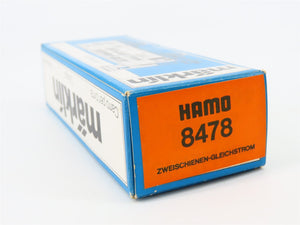 märklin
märklin
HAMO
8478
ZWEISCHIENEN-GLEICHSTROM